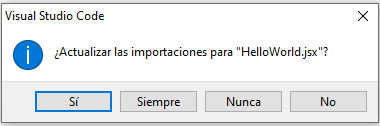 Visual Studio Code
¿Actualizar las importaciones para "HelloWorld.jsx"?
Sí Siempre Nunca No